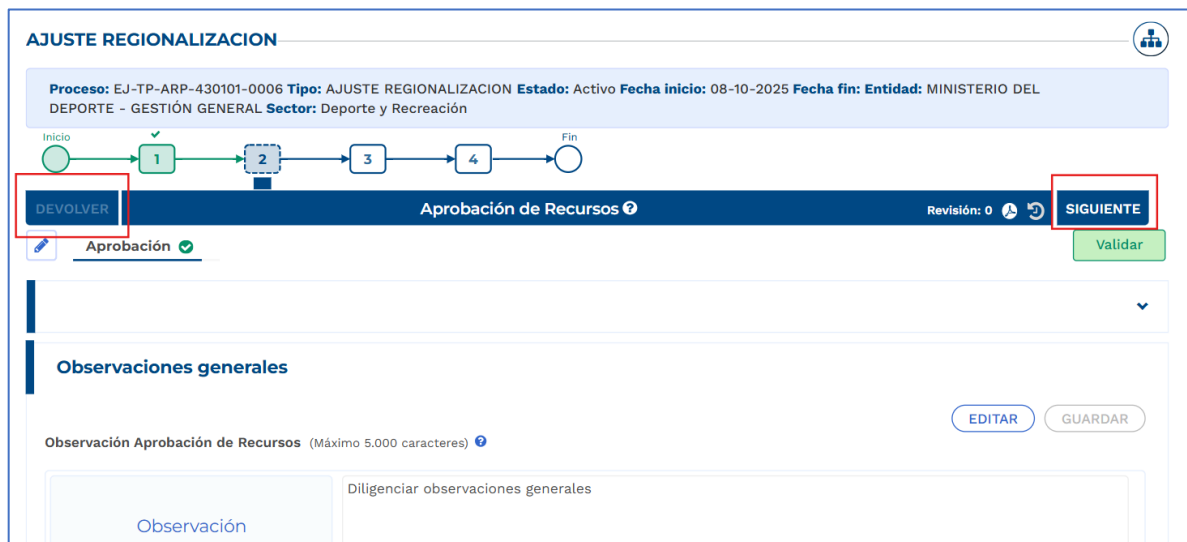 AJUSTE REGIONALIZACION
Proceso: EJ-TP-ARP-430101-0006 Tipo: AJUSTE REGIONALIZACION Estado: Activo Fecha inicio: 08-10-2025 Fecha fin: Entidad: MINISTERIO DEL
DEPORTE - GESTIÓN GENERAL Sector: Deporte y Recreación
Inicio Fin
1 2 3 4
DEVOLVER Aprobación de Recursos ? Revisión: 0 SIGUIENTE
Aprobación Validar
Observaciones generales
EDITAR GUARDAR
Observación Aprobación de Recursos (Máximo 5.000 caracteres) ?
Diligenciar observaciones generales
Observación